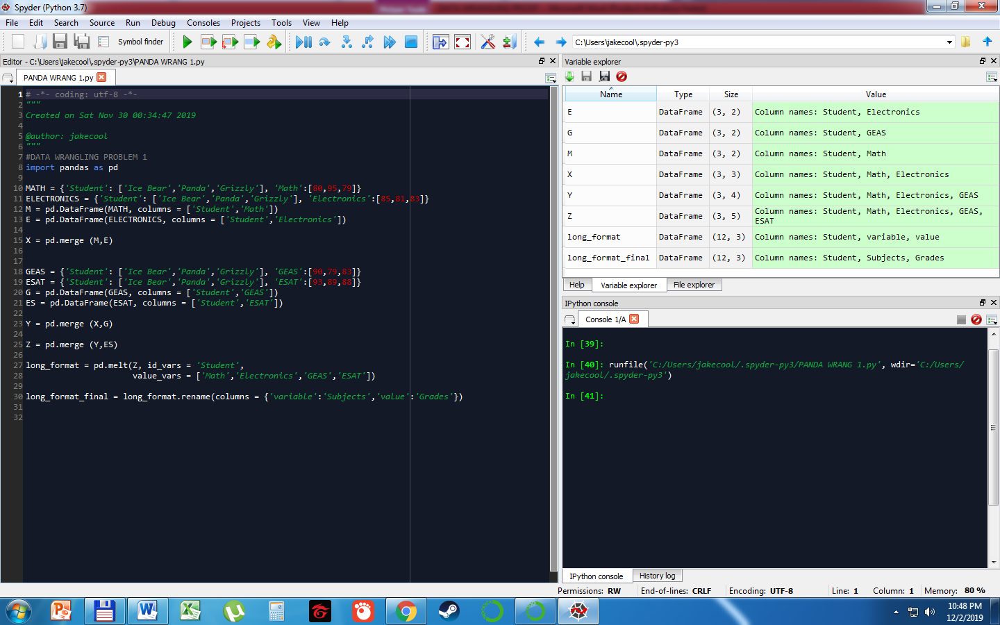 Spyder (Python 3.7)
File Edit Search Source Run Debug Consoles Projects Tools View Help
Symbol finder
C:\Users\jakecool\.spyder-py3
Editor - C:\Users\jakecool\.spyder-py3\PANDA WRANG 1.py
PANDA WRANG 1.py
1 # -*- coding: utf-8 -*-
2 """
3 Created on Sat Nov 30 00:34:47 2019
4
5 @author: jakecool
6 """
7 #DATA WRANGLING PROBLEM 1
8 import pandas as pd
9
10 MATH = {'Student': ['Ice Bear','Panda','Grizzly'], 'Math':[80,95,79]}
11 ELECTRONICS = {'Student': ['Ice Bear','Panda','Grizzly'], 'Electronics':[85,81,83]}
12 M = pd.DataFrame(MATH, columns = ['Student','Math'])
13 E = pd.DataFrame(ELECTRONICS, columns = ['Student','Electronics'])
14
15 X = pd.merge (M,E)
16
17
18 GEAS = {'Student': ['Ice Bear','Panda','Grizzly'], 'GEAS':[90,79,83]}
19 ESAT = {'Student': ['Ice Bear','Panda','Grizzly'], 'ESAT':[93,89,88]}
20 G = pd.DataFrame(GEAS, columns = ['Student','GEAS'])
21 ES = pd.DataFrame(ESAT, columns = ['Student','ESAT'])
22
23 Y = pd.merge (X,G)
24
25 Z = pd.merge (Y,ES)
26
27 long_format = pd.melt(Z, id_vars = 'Student',
28 value_vars = ['Math','Electronics','GEAS','ESAT'])
29
30 long_format_final = long_format.rename(columns = {'variable':'Subjects','value':'Grades'})
31
32
Variable explorer
Name Type Size Value
E DataFrame (3, 2) Column names: Student, Electronics
G DataFrame (3, 2) Column names: Student, GEAS
M DataFrame (3, 2) Column names: Student, Math
X DataFrame (3, 3) Column names: Student, Math, Electronics
Y DataFrame (3, 4) Column names: Student, Math, Electronics, GEAS
Z DataFrame (3, 5) Column names: Student, Math, Electronics, GEAS,
ESAT
long_format DataFrame (12, 3) Column names: Student, variable, value
long_format_final DataFrame (12, 3) Column names: Student, Subjects, Grades
Help Variable explorer File explorer
IPython console
Console 1/A
In [39]:
In [40]: runfile('C:/Users/jakecool/.spyder-py3/PANDA WRANG 1.py', wdir='C:/Users/
jakecool/.spyder-py3')
In [41]:
IPython console History log
Permissions: RW End-of-lines: CRLF Encoding: UTF-8 Line: 1 Column: 1 Memory: 80 %
10:48 PM
12/2/2019